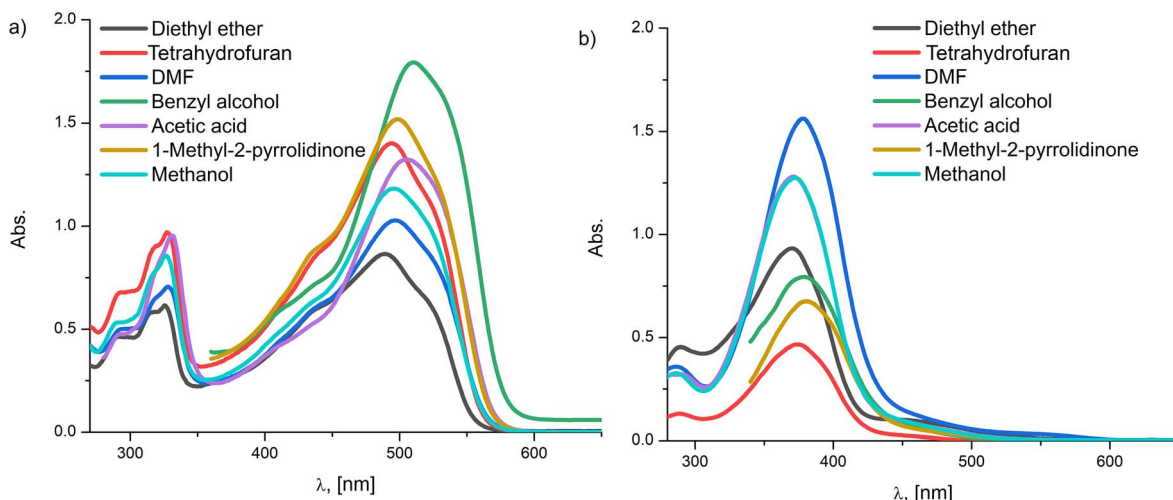 a)
2.0
1.5
1.0
0.5
0.0
Abs.
Diethyl ether
Tetrahydrofuran
DMF
Benzyl alcohol
Acetic acid
1-Methyl-2-pyrrolidinone
Methanol
300 400 500 600
λ, [nm]
b)
2.0
1.5
1.0
0.5
0.0
Abs.
Diethyl ether
Tetrahydrofuran
DMF
Benzyl alcohol
Acetic acid
1-Methyl-2-pyrrolidinone
Methanol
300 400 500 600
λ, [nm]